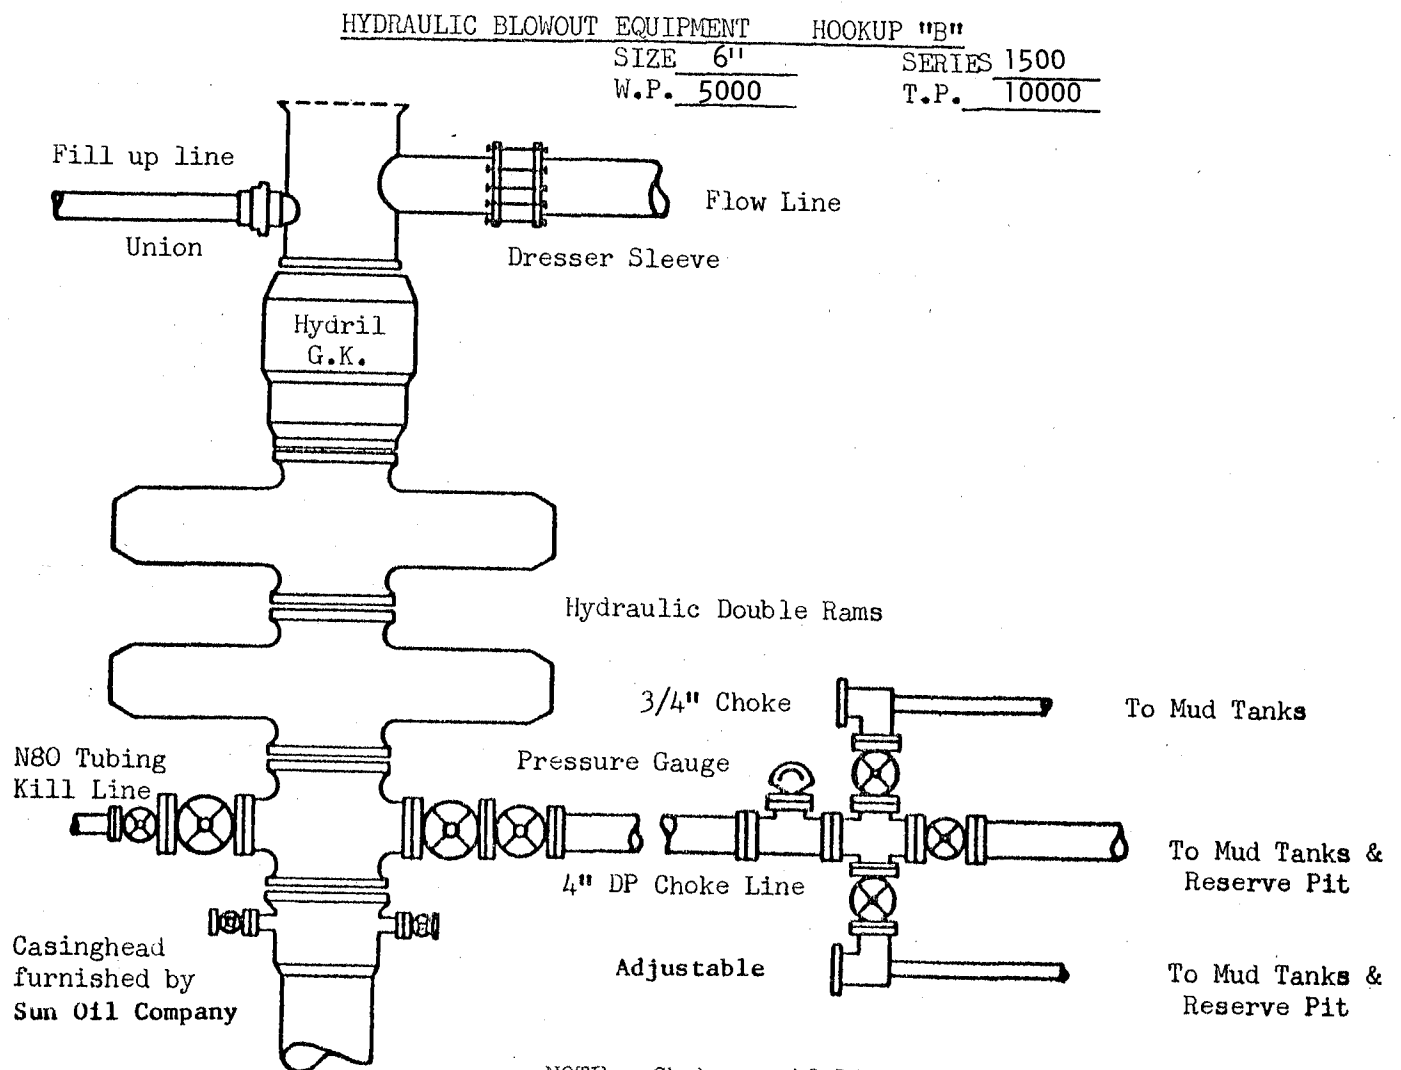 HYDRAULIC BLOWOUT EQUIPMENT HOOKUP "B"
SIZE 6" SERIES 1500
W.P. 5000 T.P. 10000
Fill up line
Union
Flow Line
Dresser Sleeve
Hydril
G.K.
Hydraulic Double Rams
3/4" Choke
To Mud Tanks
N80 Tubing
Kill Line
Pressure Gauge
4" DP Choke Line
To Mud Tanks &
Reserve Pit
Casinghead
furnished by
Sun Oil Company
Adjustable
To Mud Tanks &
Reserve Pit